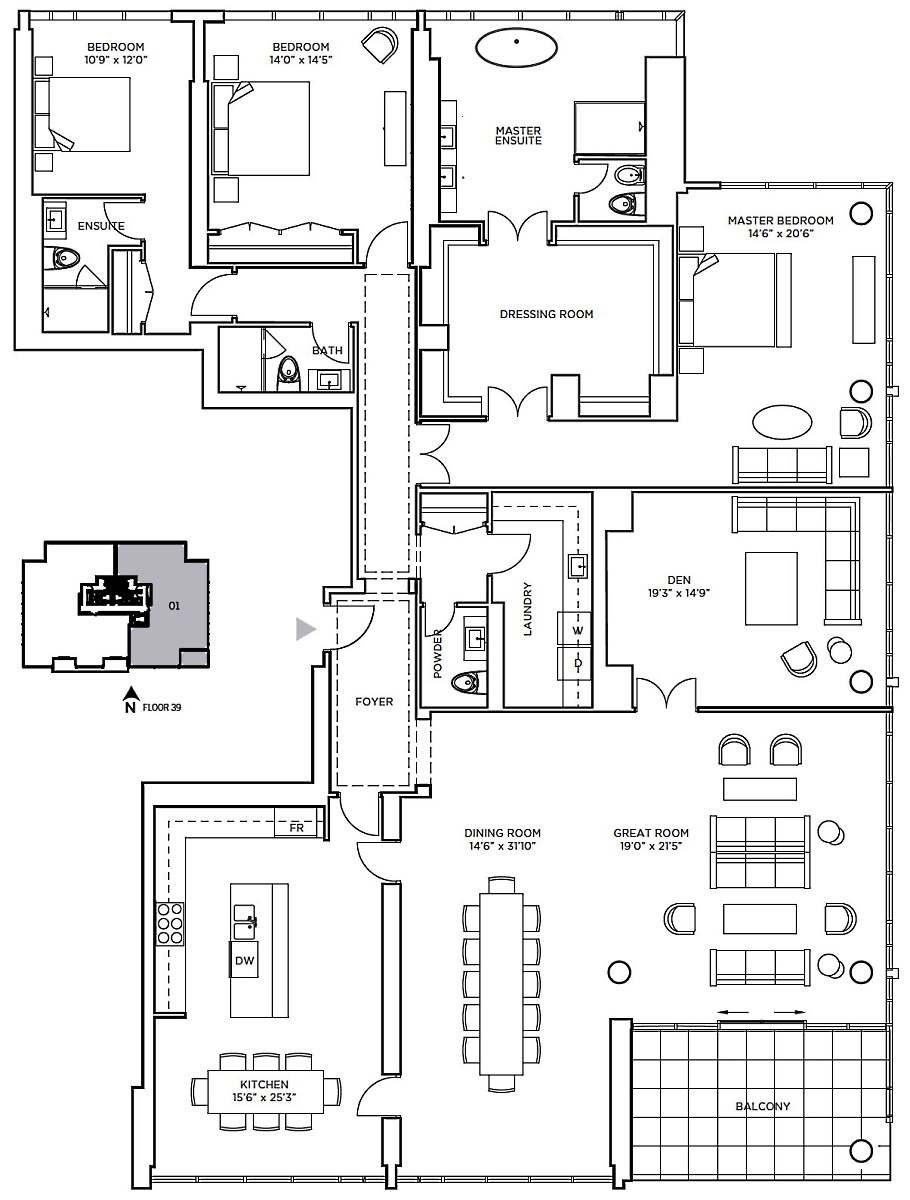 BEDROOM
10'9" x 12'0"
BEDROOM
14'0" x 14'5"
MASTER
ENSUITE
ENSUITE
MASTER BEDROOM
14'6" x 20'6"
DRESSING ROOM
BATH
01
N FLOOR 39
LAUNDRY
W
D
POWDER
DEN
19'3" x 14'9"
FOYER
FR
DINING ROOM
14'6" x 31'10"
GREAT ROOM
19'0" x 21'5"
DW
KITCHEN
15'6" x 25'3"
BALCONY